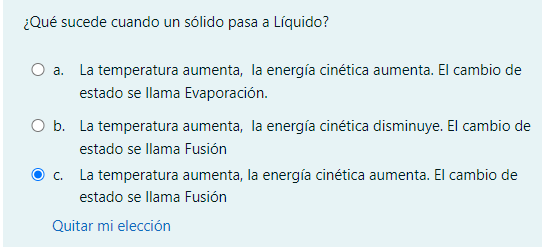 ¿Qué sucede cuando un sólido pasa a Líquido?
a. La temperatura aumenta, la energía cinética aumenta. El cambio de
estado se llama Evaporación.
b. La temperatura aumenta, la energía cinética disminuye. El cambio de
estado se llama Fusión
c. La temperatura aumenta, la energía cinética aumenta. El cambio de
estado se llama Fusión
Quitar mi elección